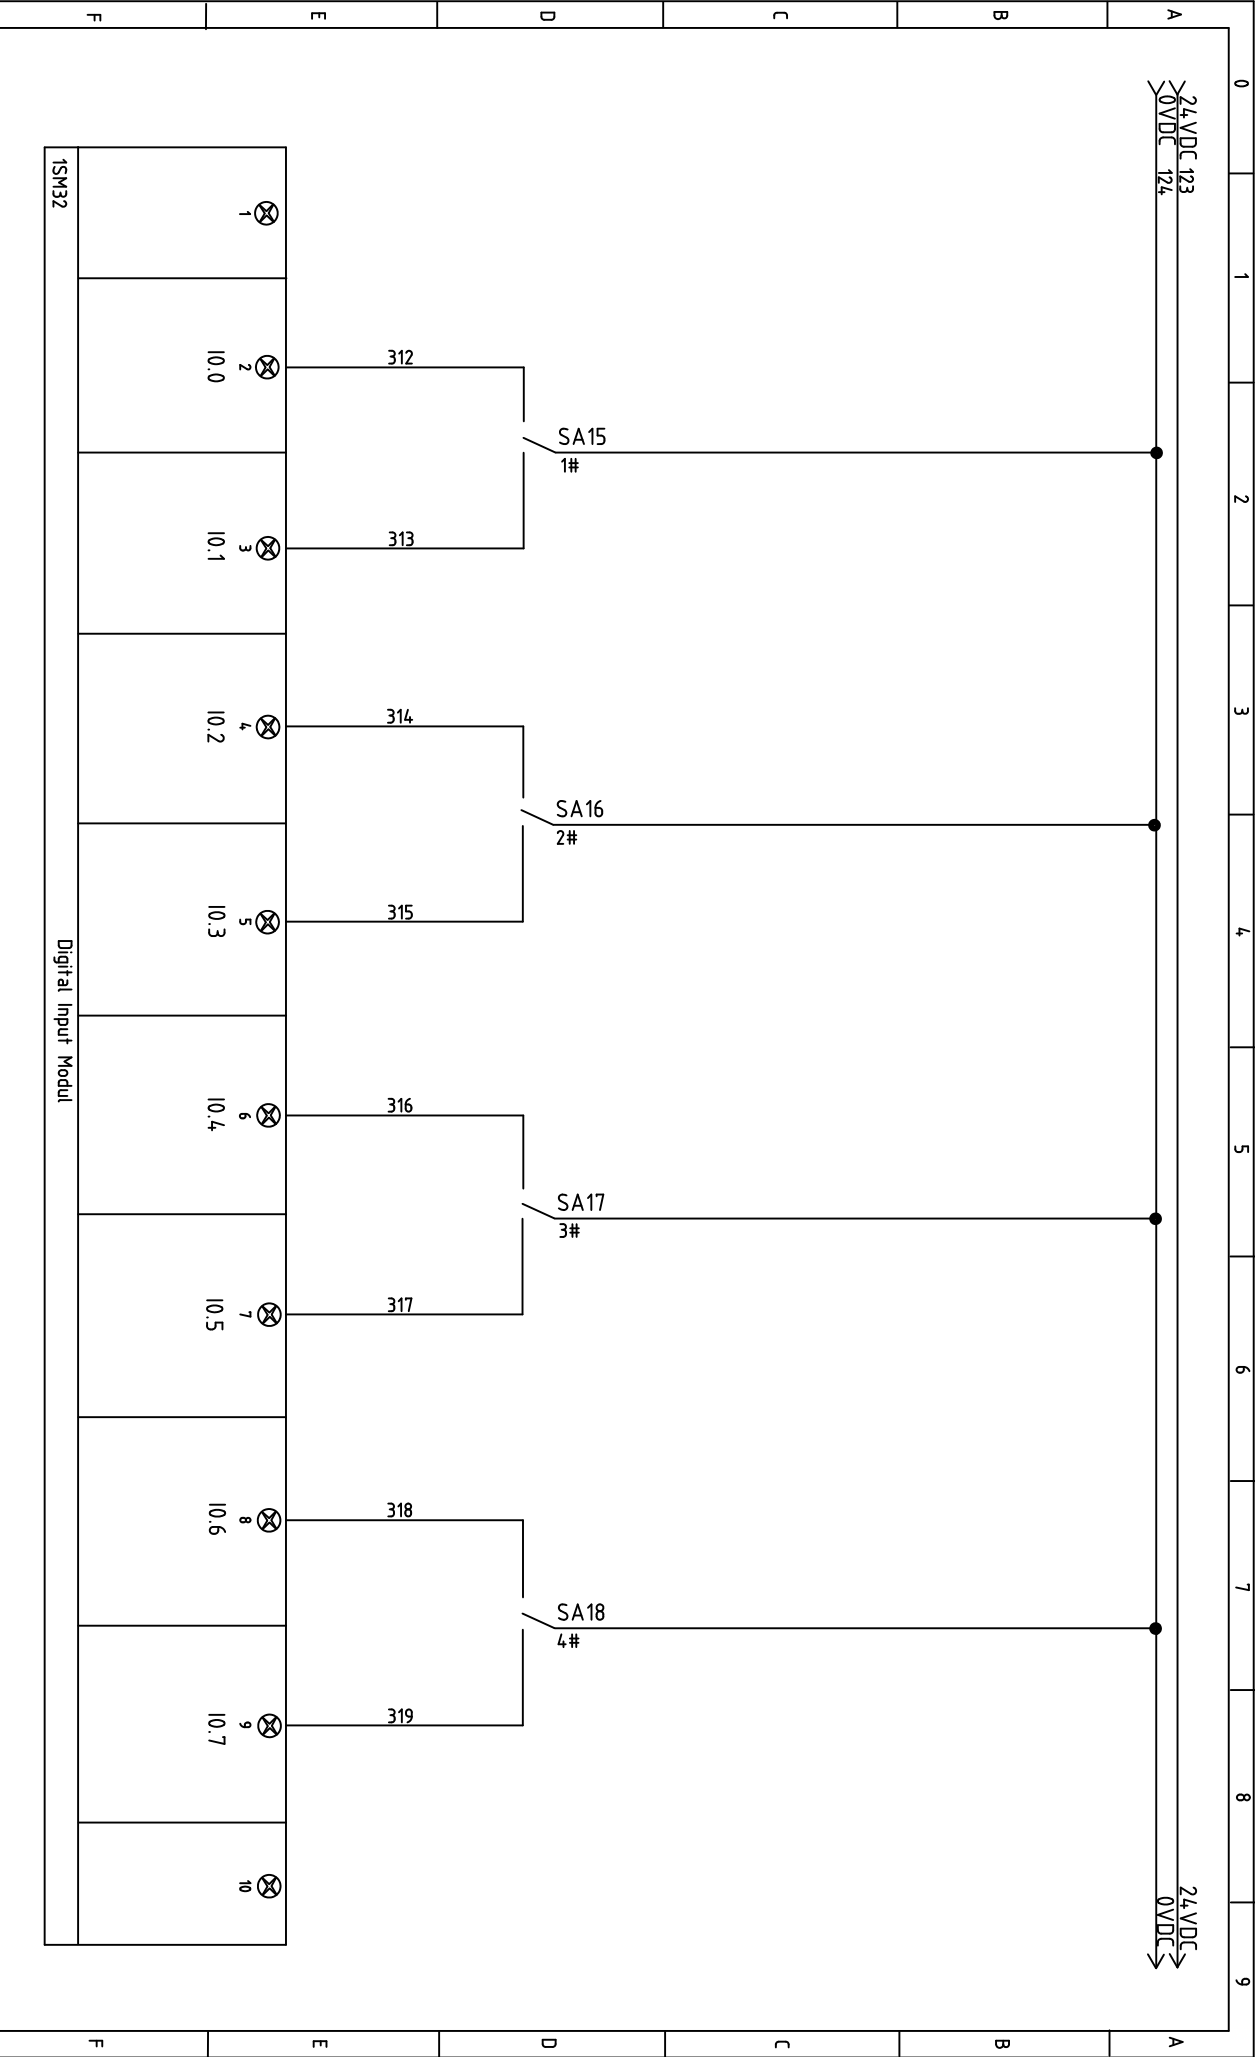 0
1
2
3
4
5
6
7
8
9
A
A
24VDC 123
24VDC
0VDC 124
0VDC
B
B
C
C
D
D
SA15
1#
SA16
2#
SA17
3#
SA18
4#
E
E
312
313
314
315
316
317
318
319
1
2
3
4
5
6
7
8
9
10
I0.0
I0.1
I0.2
I0.3
I0.4
I0.5
I0.6
I0.7
F
F
1SM32
Digital Input Modul